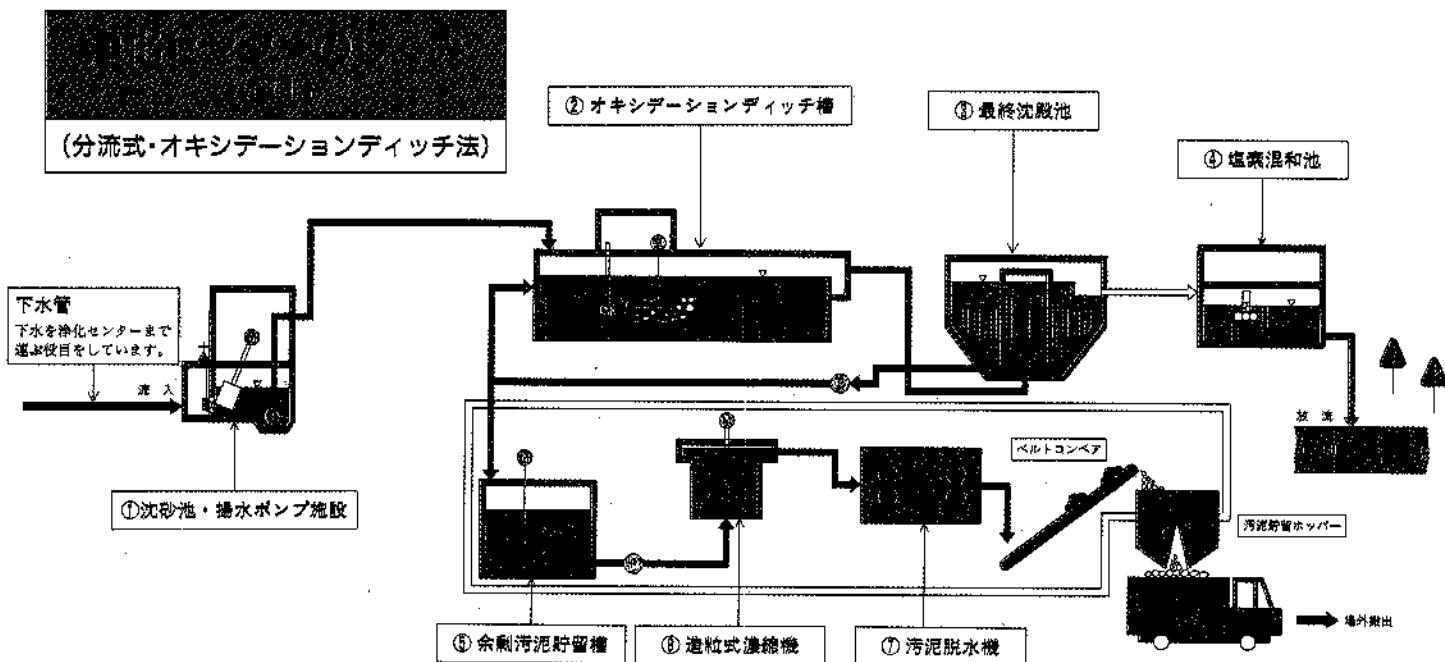 (分流式・オキシデーションディッチ法)
②オキシデーションディッチ槽
③最終沈殿池
④塩素混和池
下水管
下水を浄化センターまで
運ぶ役目をしています。
流入
①沈砂池・揚水ポンプ施設
放流
ベルトコンベア
汚泥貯留ホッパー
場外搬出
⑤余剰汚泥貯留槽
⑥造粒式濃縮機
⑦汚泥脱水機